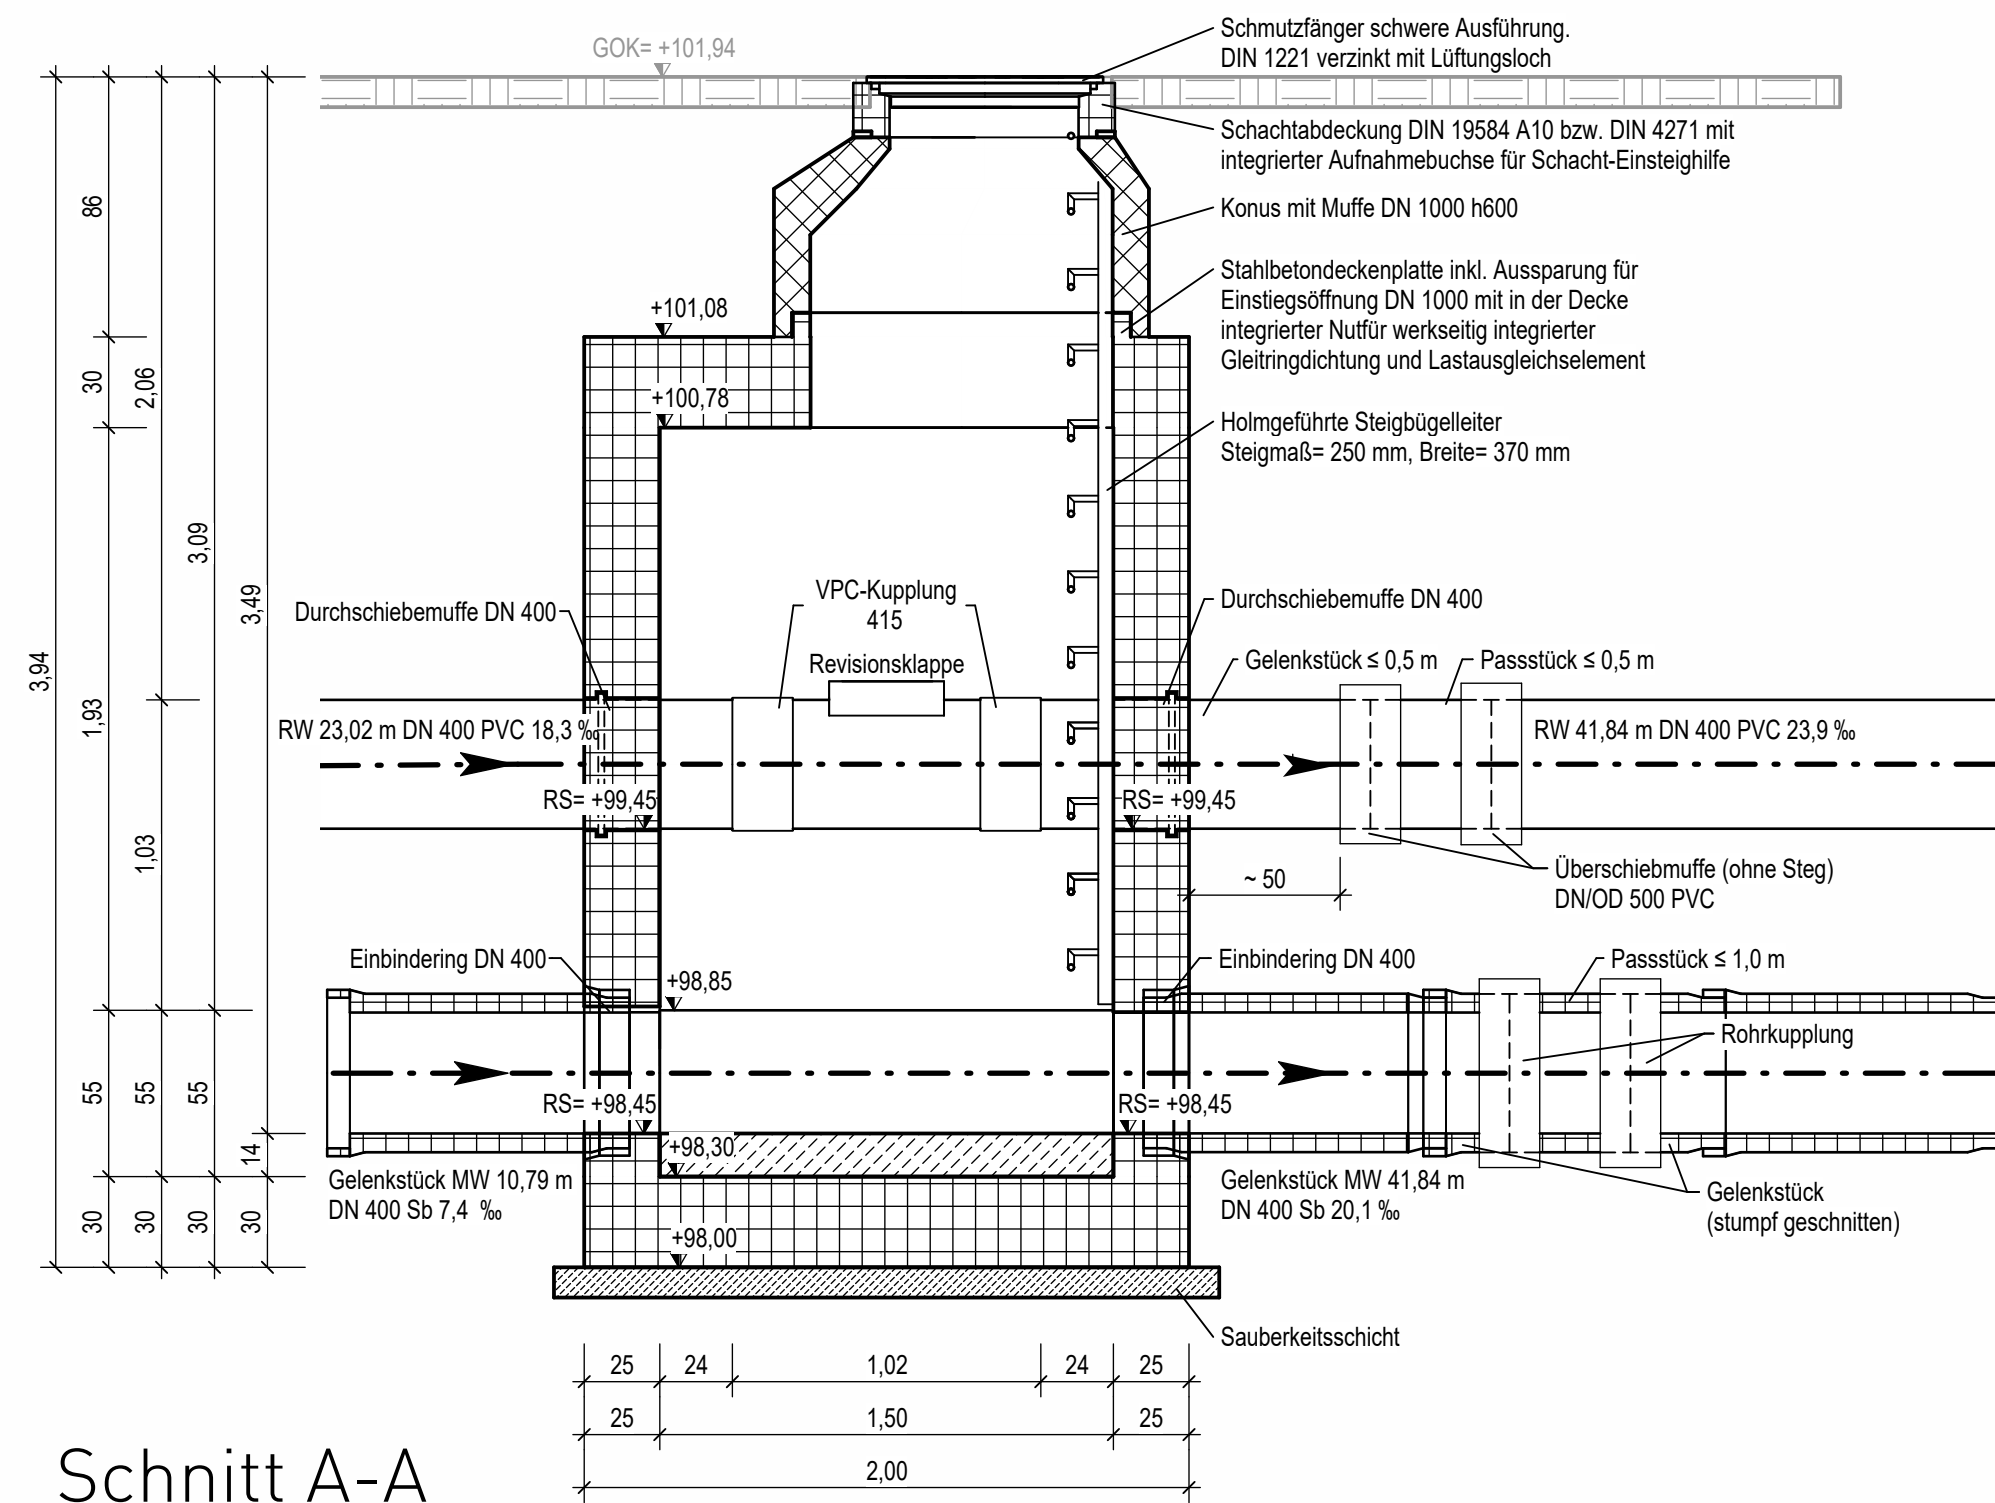 Schmutzfänger schwere Ausführung.
DIN 1221 verzinkt mit Lüftungsloch
GOK= +101,94
Schachtabdeckung DIN 19584 A10 bzw. DIN 4271 mit
integrierter Aufnahmebuchse für Schacht-Einsteighilfe
Konus mit Muffe DN 1000 h600
Stahlbetondeckenplatte inkl. Aussparung für
Einstiegsöffnung DN 1000 mit in der Decke
integrierter Nutfür werkseitig integrierter
Gleitringdichtung und Lastausgleichselement
+101,08
+100,78
Holmgeführte Steigbügelleiter
Steigmaß= 250 mm, Breite= 370 mm
86
30
2,06
3,09
3,49
3,94
1,93
1,03
55
55
55
14
30
30
30
30
Durchschiebemuffe DN 400
VPC-Kupplung
415
Revisionsklappe
Durchschiebemuffe DN 400
Gelenkstück ≤ 0,5 m
Passstück ≤ 0,5 m
RW 23,02 m DN 400 PVC 18,3 ‰
RW 41,84 m DN 400 PVC 23,9 ‰
RS= +99,45
RS= +99,45
Überschiebmuffe (ohne Steg)
DN/OD 500 PVC
~ 50
Einbindering DN 400
+98,85
Einbindering DN 400
Passstück ≤ 1,0 m
Rohrkupplung
RS= +98,45
RS= +98,45
+98,30
Gelenkstück MW 10,79 m
DN 400 Sb 7,4 ‰
Gelenkstück MW 41,84 m
DN 400 Sb 20,1 ‰
Gelenkstück
(stumpf geschnitten)
+98,00
Sauberkeitsschicht
25
24
1,02
24
25
25
1,50
25
2,00
Schnitt A-A